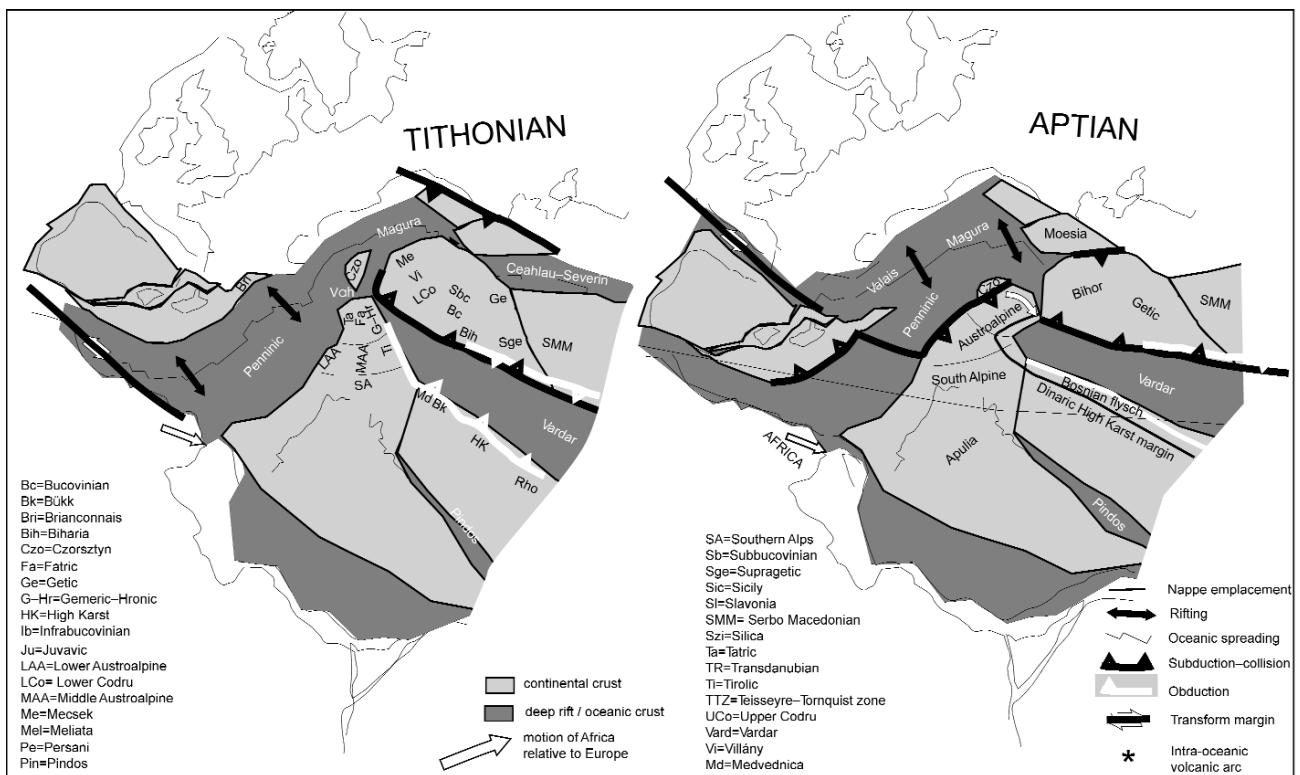 TITHONIAN
Magura
Me
Vi
LCo
Sbc
Bc
Ge
Bih
Sge
SMM
Ceahlau–Severin
Czo
Vah
Bri
Penninic
Ta
Fa
G-Hr
Ti
LAA
MAA
SA
Md Bk
HK
Rho
Vardar
Pindos
Bc=Bucovinian
Bk=Bükk
Bri=Brianconnais
Bih=Biharia
Czo=Czorsztyn
Fa=Fatric
Ge=Getic
G–Hr=Gemeric–Hronic
HK=High Karst
Ib=Infrabucovinian
Ju=Juvavic
LAA=Lower Austroalpine
LCo= Lower Codru
MAA=Middle Austroalpine
Me=Mecsek
Mel=Meliata
Pe=Persani
Pin=Pindos
continental crust
deep rift / oceanic crust
motion of Africa
relative to Europe
APTIAN
Magura
Moesia
Valais
Penninic
Czo
Bihor
Getic
SMM
Austroalpine
South Alpine
Vardar
Bosnian flysch
Dinaric High Karst margin
AFRICA
Apulia
Pindos
SA=Southern Alps
Sb=Subbucovinian
Sge=Supragetic
Sic=Sicily
Sl=Slavonia
SMM= Serbo Macedonian
Szi=Silica
Ta=Tatric
TR=Transdanubian
Ti=Tirolic
TTZ=Teisseyre–Tornquist zone
UCo=Upper Codru
Vard=Vardar
Vi=Villány
Md=Medvednica
Nappe emplacement
Rifting
Oceanic spreading
Subduction–collision
Obduction
Transform margin
* Intra-oceanic
volcanic arc